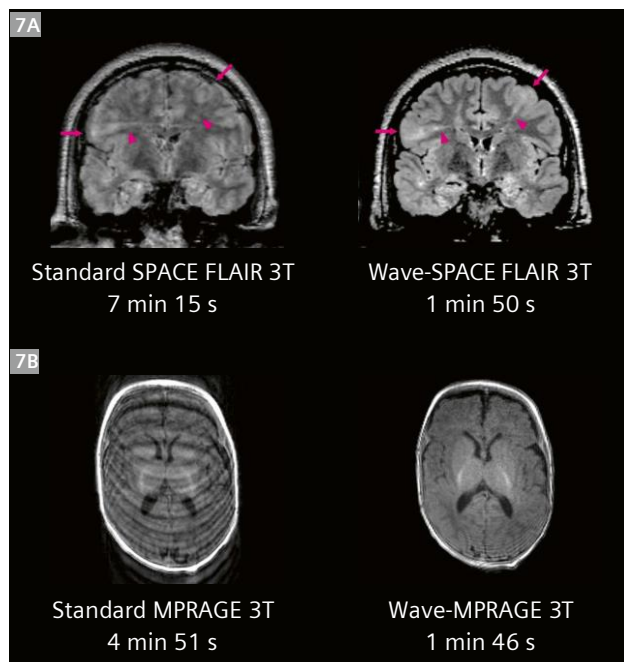 7A
Standard SPACE FLAIR 3T
7 min 15 s
Wave-SPACE FLAIR 3T
1 min 50 s
7B
Standard MPRAGE 3T
4 min 51 s
Wave-MPRAGE 3T
1 min 46 s